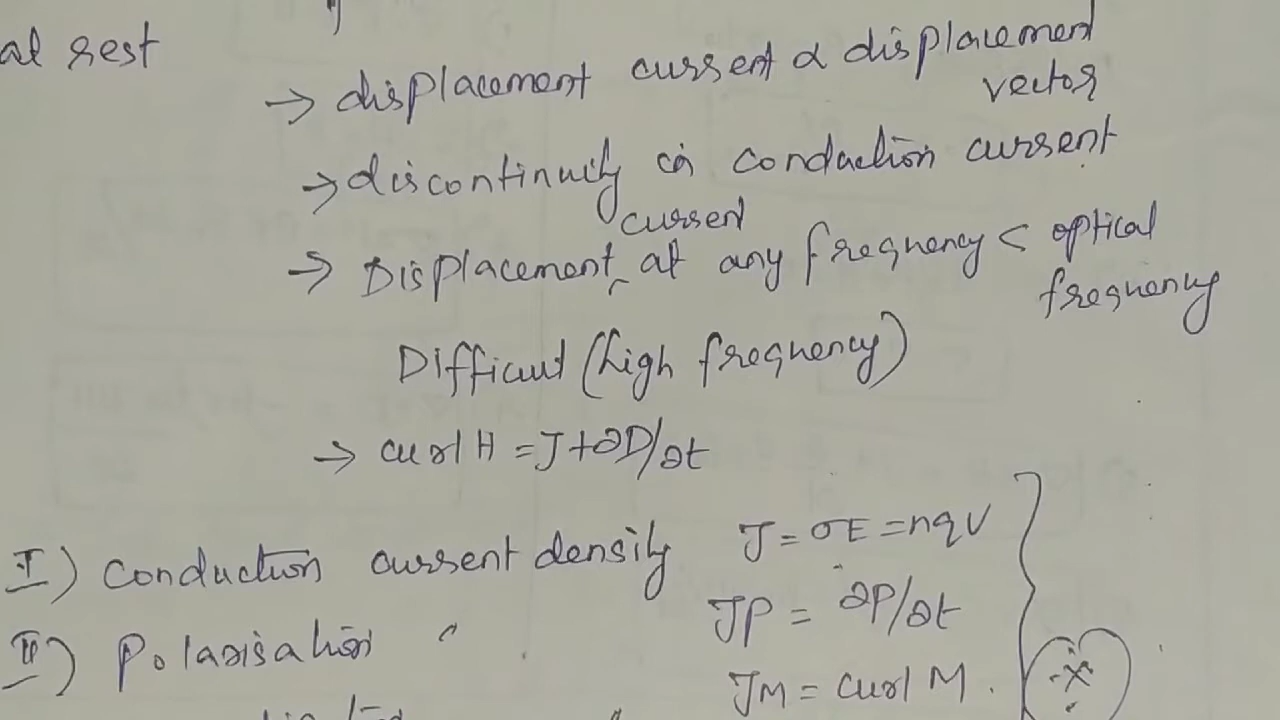 at rest
→ displacement current α displacement
vector
→ discontinuity in conduction current
current
→ Displacement at any frequency < optical
frequency
Difficult (high frequency)
→ curl H = J + ∂D/∂t
I) Conduction current density J = σE = nqv
II) Polarisation " JP = ∂P/∂t
JM = curl M.